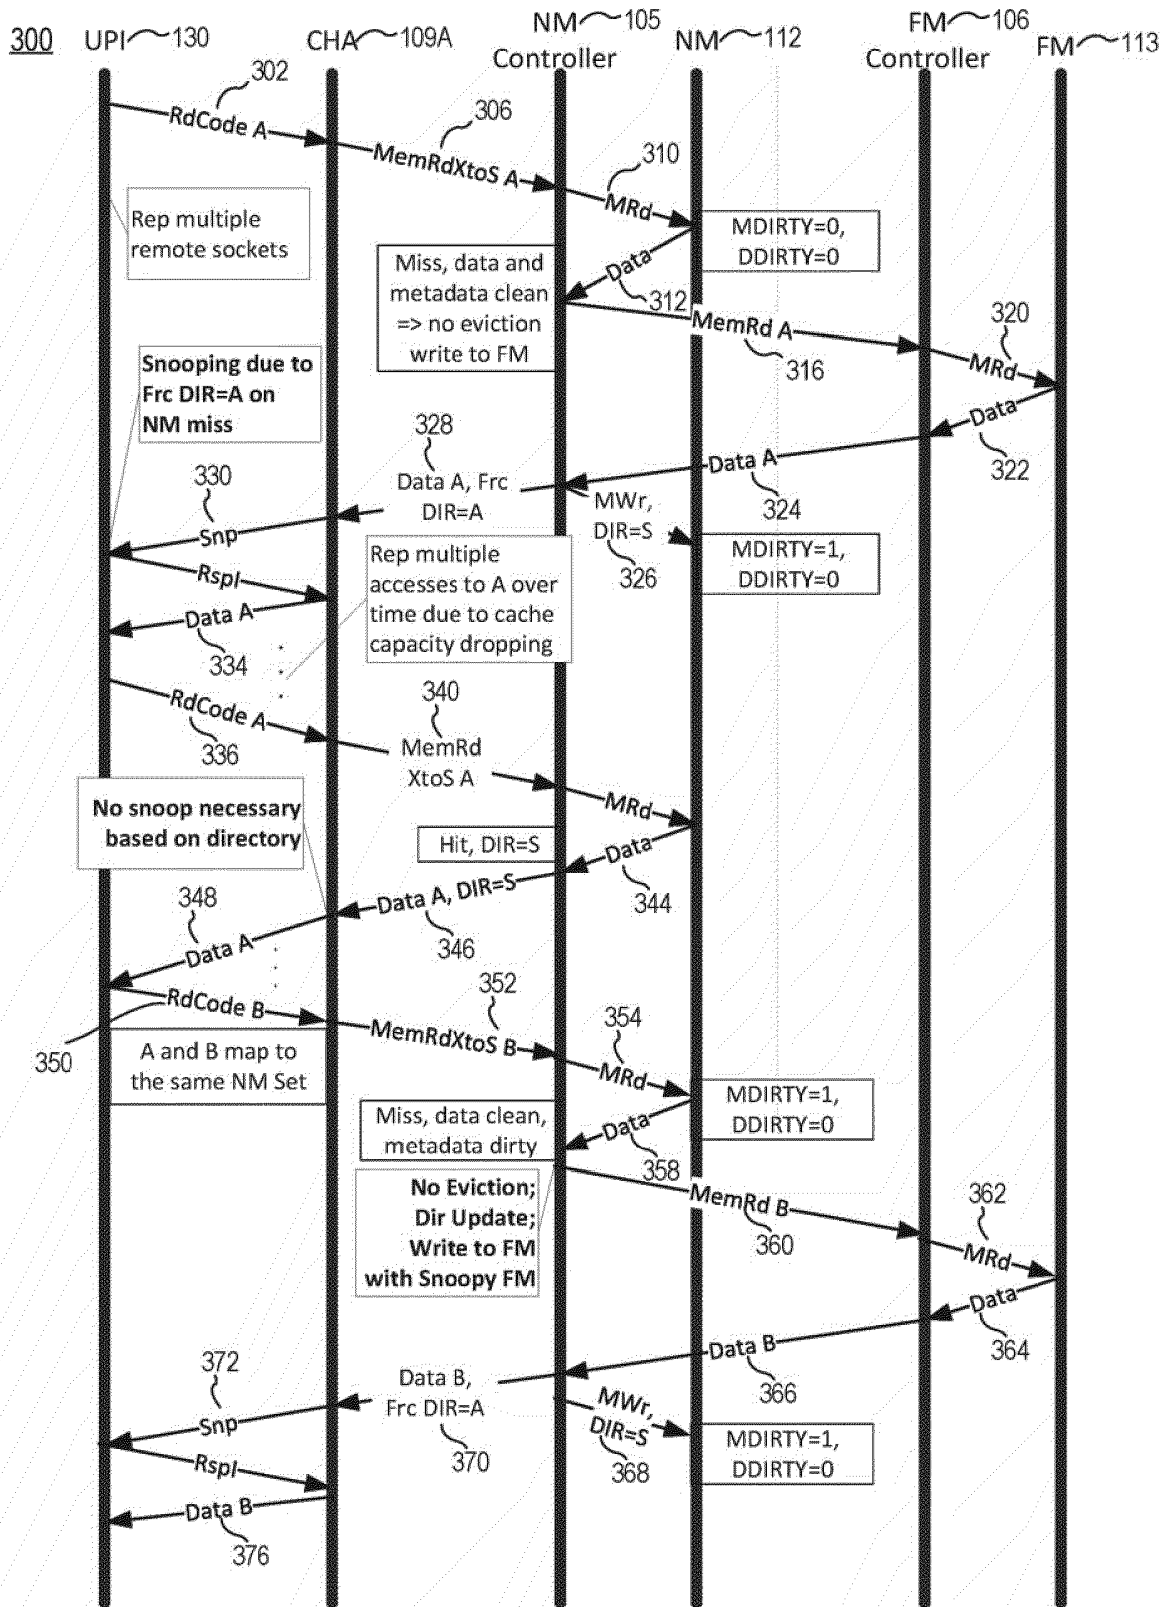 300
UPI 130
CHA 109A
NM 105
Controller
NM 112
FM 106
Controller
FM 113
302
RdCode A
306
MemRdXtoS A
310
MRd
MDIRTY=0,
DDIRTY=0
Rep multiple
remote sockets
Data
312
Miss, data and
metadata clean
=> no eviction
write to FM
MemRd A
316
320
MRd
Data
322
Snooping due to
Frc DIR=A on
NM miss
Data A
324
328
Data A, Frc
DIR=A
MWr,
DIR=S
326
MDIRTY=1,
DDIRTY=0
330
Snp
RspI
Rep multiple
accesses to A over
time due to cache
capacity dropping
Data A
334
RdCode A
336
340
MemRd
XtoS A
MRd
No snoop necessary
based on directory
Hit, DIR=S
Data
344
Data A, DIR=S
346
348
Data A
RdCode B
350
352
MemRdXtoS B
354
MRd
A and B map to
the same NM Set
MDIRTY=1,
DDIRTY=0
Miss, data clean,
metadata dirty
Data
358
No Eviction;
Dir Update;
Write to FM
with Snoopy FM
MemRd B
360
362
MRd
Data
364
Data B
366
372
Snp
Data B,
Frc DIR=A
370
MWr,
DIR=S
368
MDIRTY=1,
DDIRTY=0
RspI
Data B
376